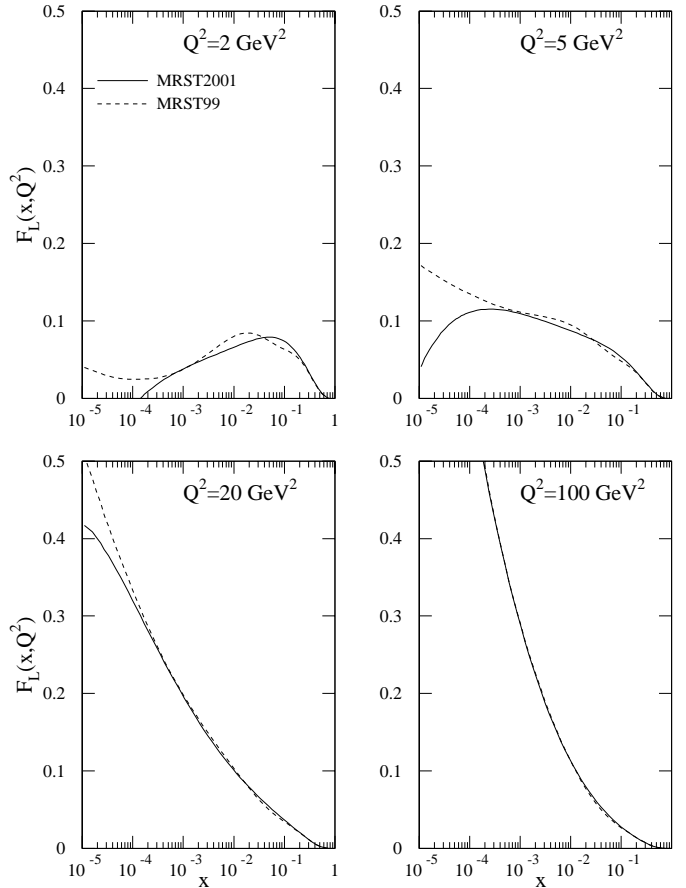 0.5
Q²=2 GeV²
MRST2001
MRST99
0.4
0.3
F_L(x,Q²)
0.2
0.1
0
10⁻⁵ 10⁻⁴ 10⁻³ 10⁻² 10⁻¹ 1
0.5
Q²=5 GeV²
0.4
0.3
0.2
0.1
0
10⁻⁵ 10⁻⁴ 10⁻³ 10⁻² 10⁻¹
0.5
Q²=20 GeV²
0.4
0.3
F_L(x,Q²)
0.2
0.1
0
10⁻⁵ 10⁻⁴ 10⁻³ 10⁻² 10⁻¹ 1
x
0.5
Q²=100 GeV²
0.4
0.3
0.2
0.1
0
10⁻⁵ 10⁻⁴ 10⁻³ 10⁻² 10⁻¹
x